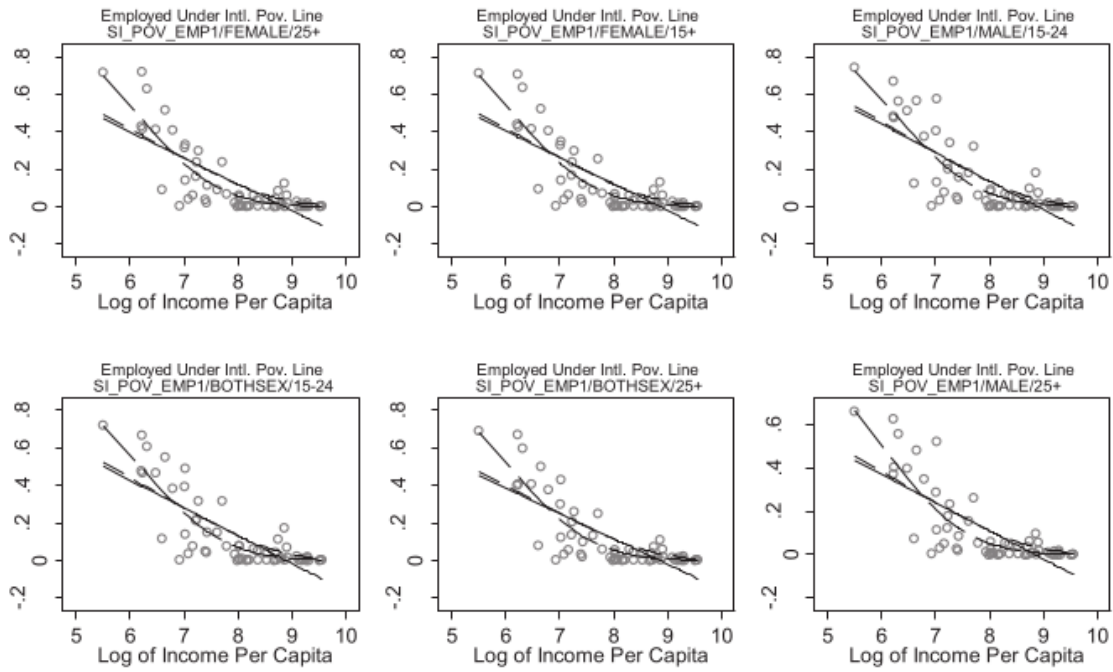 Employed Under Intl. Pov. Line
SI_POV_EMP1/FEMALE/25+
.8
.6
.4
.2
0
-.2
5 6 7 8 9 10
Log of Income Per Capita
Employed Under Intl. Pov. Line
SI_POV_EMP1/FEMALE/15+
.8
.6
.4
.2
0
-.2
5 6 7 8 9 10
Log of Income Per Capita
Employed Under Intl. Pov. Line
SI_POV_EMP1/MALE/15-24
.8
.6
.4
.2
0
-.2
5 6 7 8 9 10
Log of Income Per Capita
Employed Under Intl. Pov. Line
SI_POV_EMP1/BOTHSEX/15-24
.8
.6
.4
.2
0
-.2
5 6 7 8 9 10
Log of Income Per Capita
Employed Under Intl. Pov. Line
SI_POV_EMP1/BOTHSEX/25+
.8
.6
.4
.2
0
-.2
5 6 7 8 9 10
Log of Income Per Capita
Employed Under Intl. Pov. Line
SI_POV_EMP1/MALE/25+
.6
.4
.2
0
-.2
5 6 7 8 9 10
Log of Income Per Capita